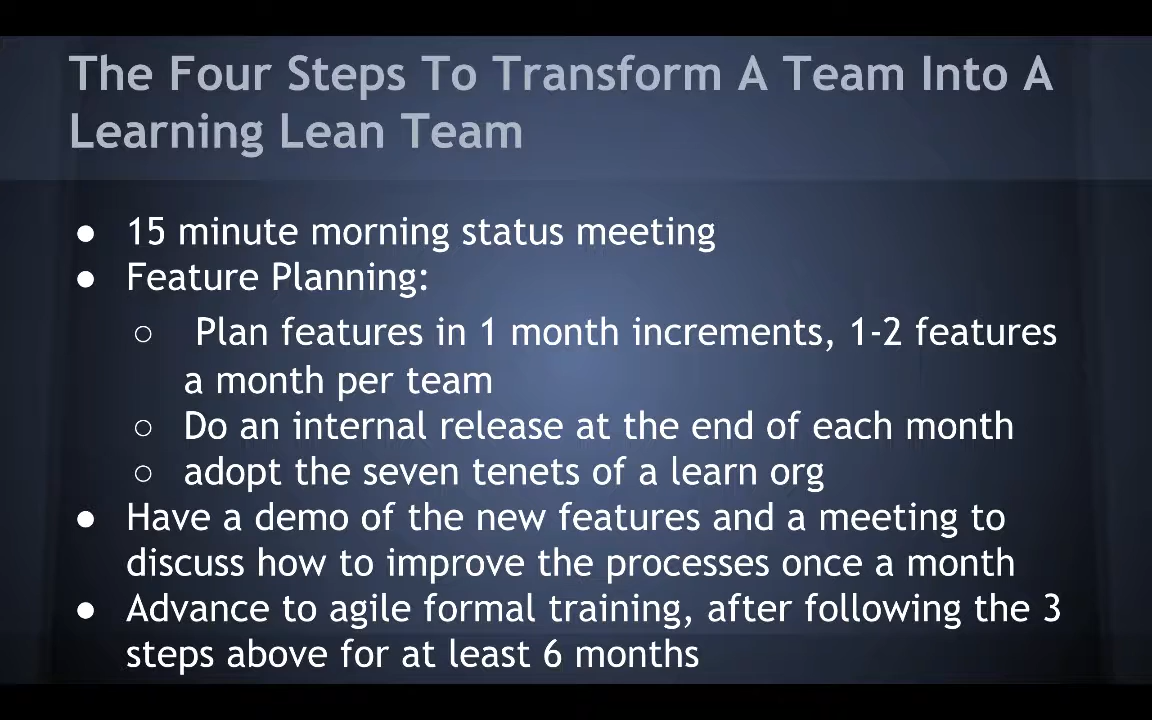 The Four Steps To Transform A Team Into A
Learning Lean Team
● 15 minute morning status meeting
● Feature Planning:
○ Plan features in 1 month increments, 1-2 features
a month per team
○ Do an internal release at the end of each month
○ adopt the seven tenets of a learn org
● Have a demo of the new features and a meeting to
discuss how to improve the processes once a month
● Advance to agile formal training, after following the 3
steps above for at least 6 months